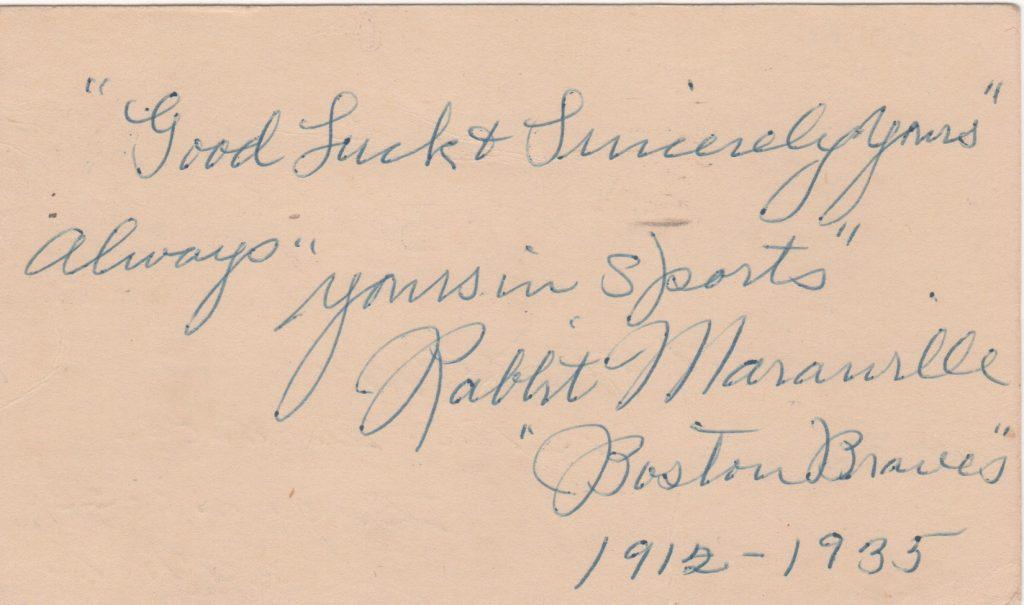 "Good Luck & Sincerely Yours"
Always "yours in Sports"
Rabbit Maranville
"Boston Braves"
1912-1935